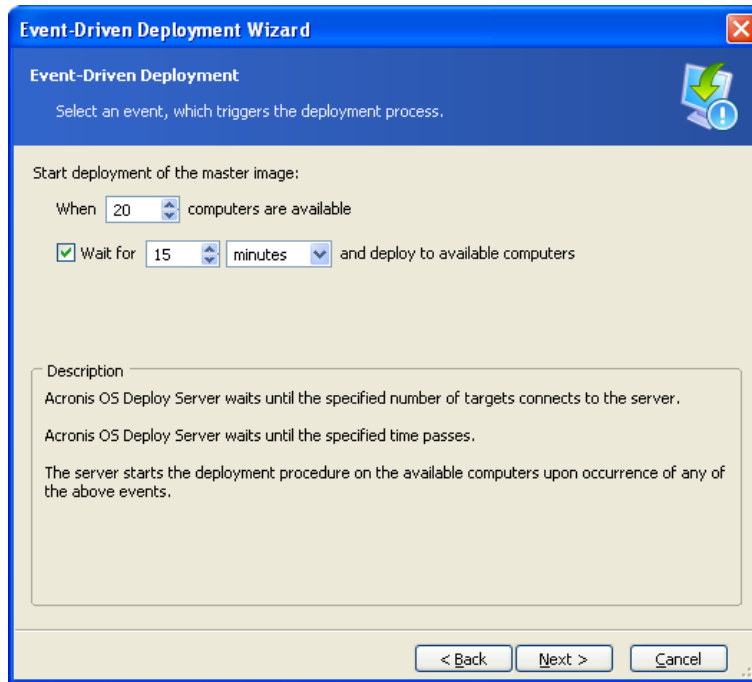 Event-Driven Deployment Wizard
Event-Driven Deployment
Select an event, which triggers the deployment process.
Start deployment of the master image:
When 20 computers are available
Wait for 15 minutes and deploy to available computers
Description
Acronis OS Deploy Server waits until the specified number of targets connects to the server.
Acronis OS Deploy Server waits until the specified time passes.
The server starts the deployment procedure on the available computers upon occurrence of any of
the above events.
< Back Next > Cancel